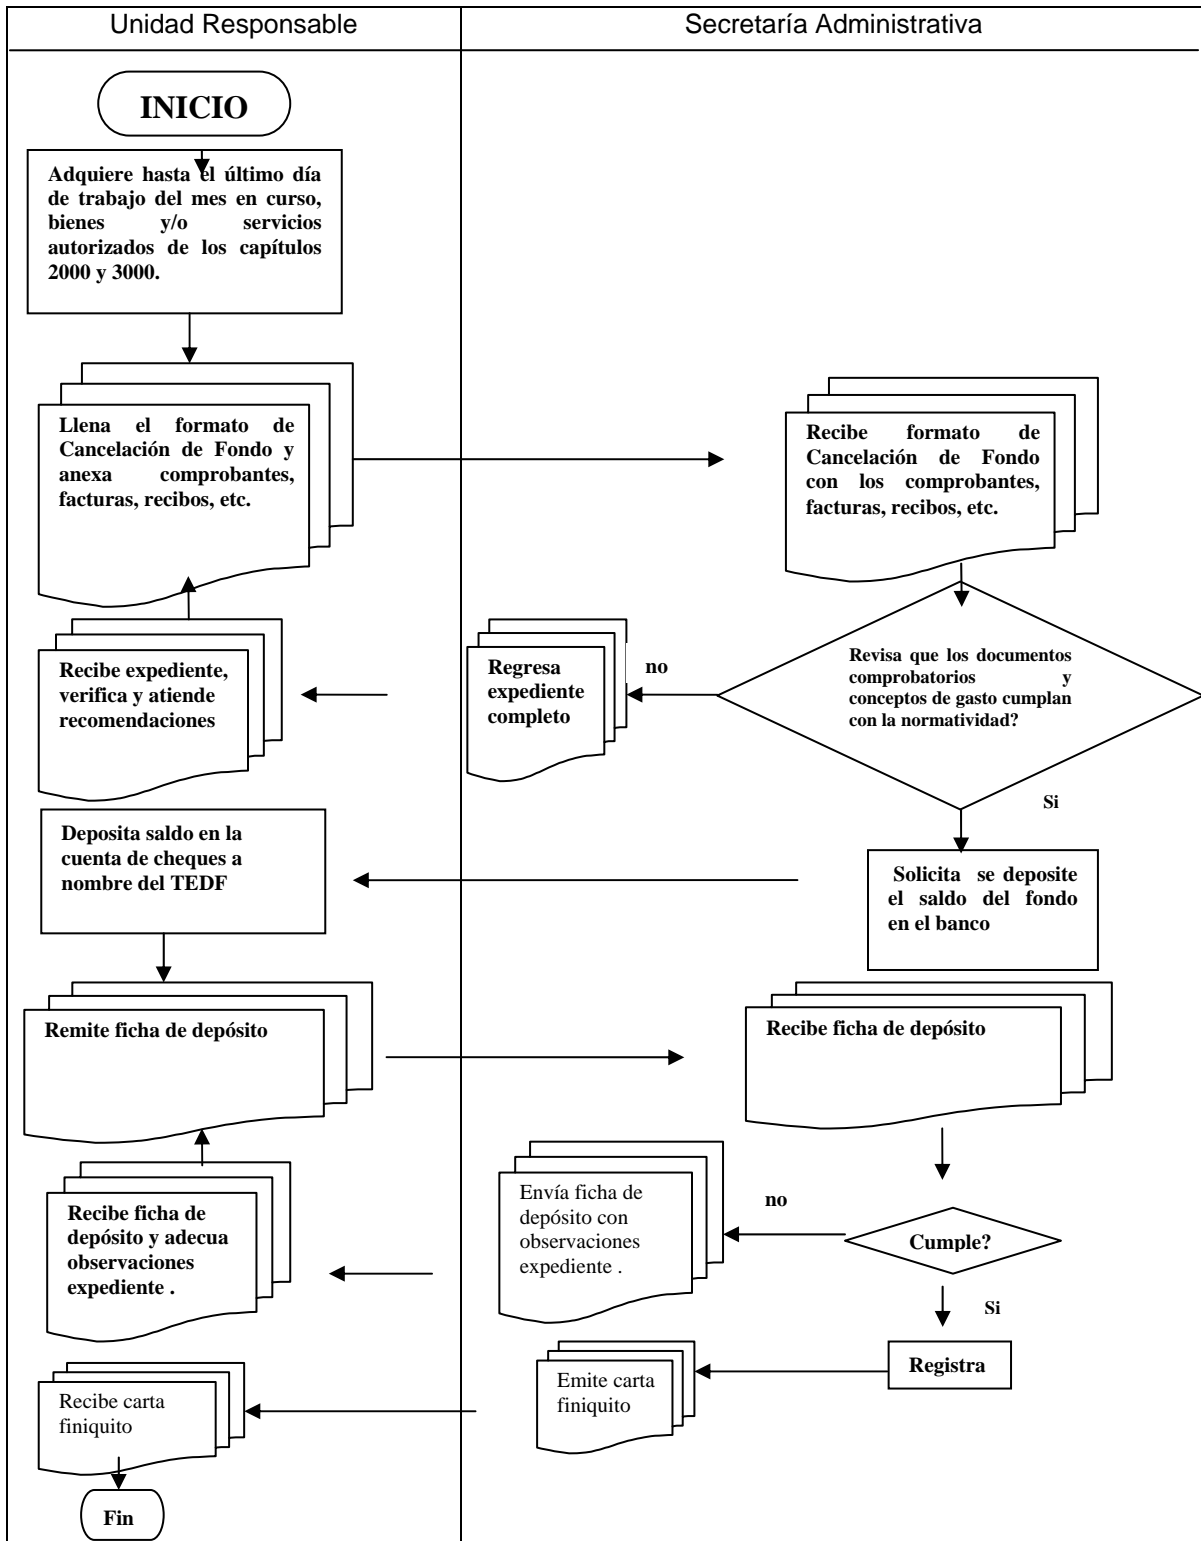 Unidad Responsable
Secretaría Administrativa
INICIO
Adquiere hasta el último día
de trabajo del mes en curso,
bienes y/o servicios
autorizados de los capítulos
2000 y 3000.
Llena el formato de
Cancelación de Fondo y
anexa comprobantes,
facturas, recibos, etc.
Recibe formato de
Cancelación de Fondo
con los comprobantes,
facturas, recibos, etc.
Revisa que los documentos
comprobatorios y
conceptos de gasto cumplan
con la normatividad?
no
Regresa
expediente
completo
Recibe expediente,
verifica y atiende
recomendaciones
Si
Solicita se deposite
el saldo del fondo
en el banco
Deposita saldo en la
cuenta de cheques a
nombre del TEDF
Remite ficha de depósito
Recibe ficha de depósito
Cumple?
no
Envía ficha de
depósito con
observaciones
expediente .
Recibe ficha de
depósito y adecua
observaciones
expediente .
Si
Registra
Emite carta
finiquito
Recibe carta
finiquito
Fin